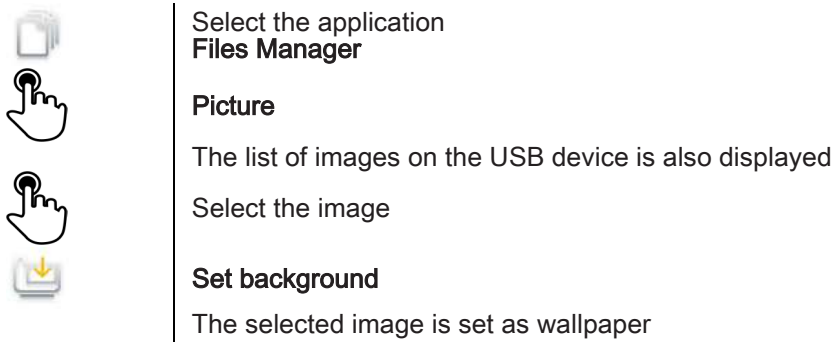 Select the application
Files Manager
Picture
The list of images on the USB device is also displayed
Select the image
Set background
The selected image is set as wallpaper